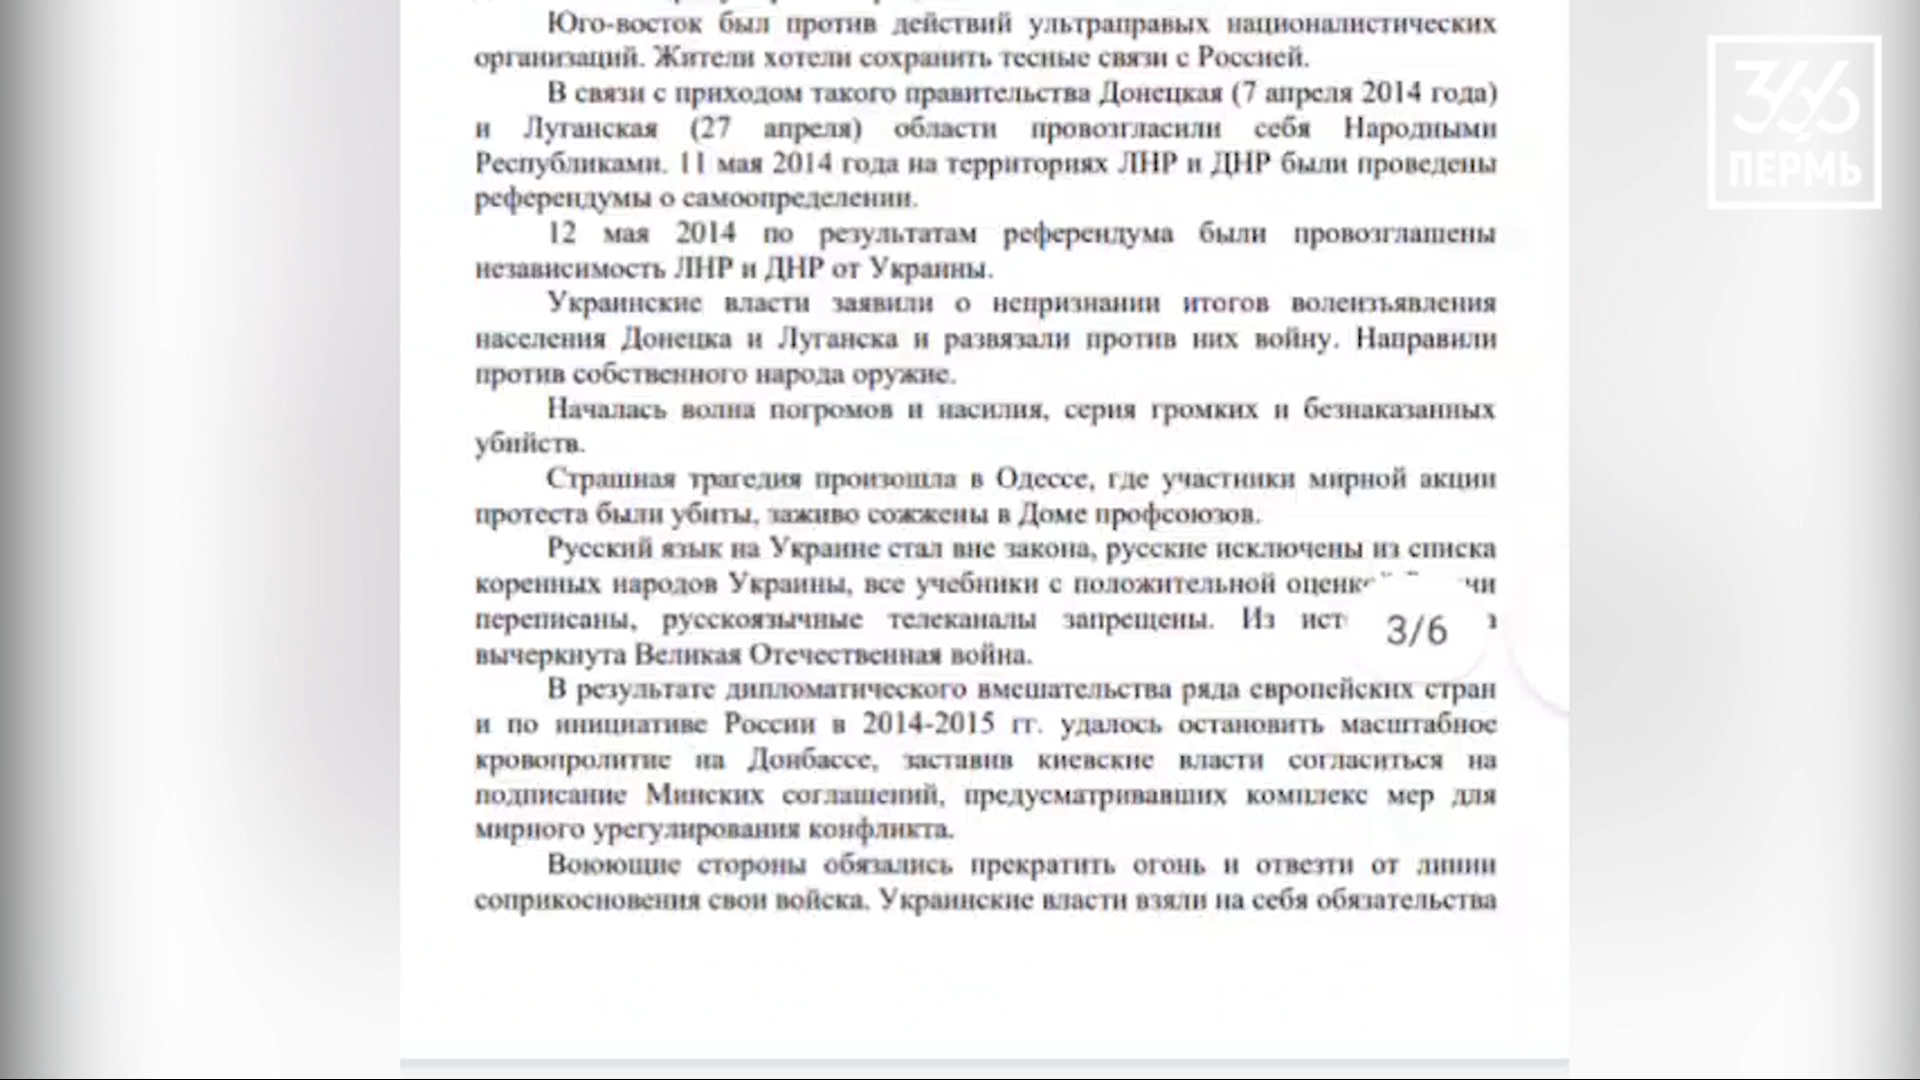 Юго-восток был против действий ультраправых националистических
организаций. Жители хотели сохранить тесные связи с Россией.
В связи с приходом такого правительства Донецкая (7 апреля 2014 года)
и Луганская (27 апреля) области провозгласили себя Народными
Республиками. 11 мая 2014 года на территориях ЛНР и ДНР были проведены
референдумы о самоопределении.
12 мая 2014 по результатам референдума были провозглашены
независимость ЛНР и ДНР от Украины.
Украинские власти заявили о непризнании итогов волеизъявления
населения Донецка и Луганска и развязали против них войну. Направили
против собственного народа оружие.
Началась волна погромов и насилия, серия громких и безнаказанных
убийств.
Страшная трагедия произошла в Одессе, где участники мирной акции
протеста были убиты, заживо сожжены в Доме профсоюзов.
Русский язык на Украине стал вне закона, русские исключены из списка
коренных народов Украины, все учебники с положительной
переписаны, русскоязычные телеканалы запрещены. Из
вычеркнута Великая Отечественная война.
В результате дипломатического вмешательства ряда европейских стран
и по инициативе России в 2014-2015 гг. удалось остановить масштабное
кровопролитие на Донбассе, заставив киевские власти согласиться на
подписание Минских соглашений, предусматривавших комплекс мер для
мирного урегулирования конфликта.
Воюющие стороны обязались прекратить огонь и отвезти от линии
соприкосновения свои войска. Украинские власти взяли на себя обязательства
3/6
366
ПЕРМЬ